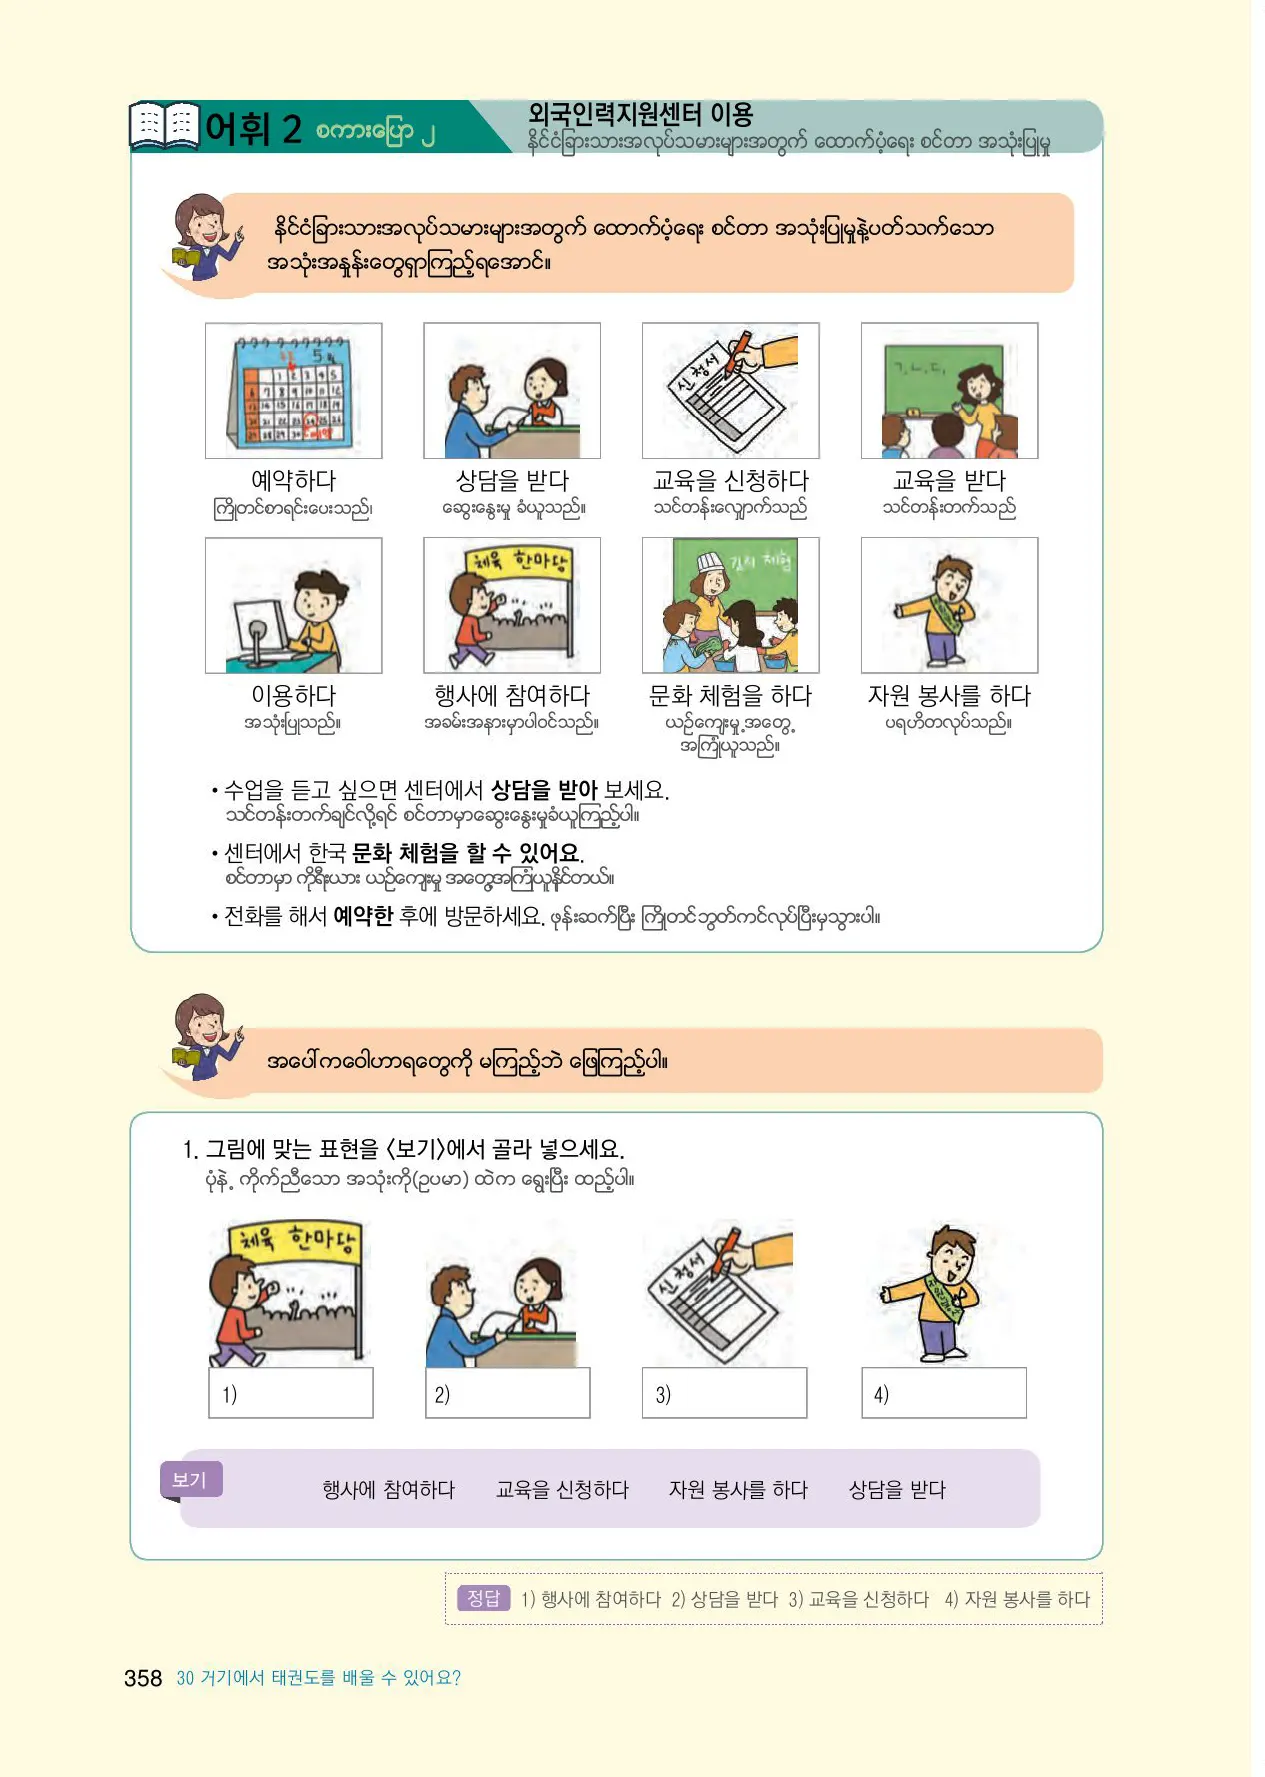 어휘 2 စကားပြော ၂
외국인력지원센터 이용
နိုင်ငံခြားသားအလုပ်သမားများအတွက် ထောက်ပံ့ရေး စင်တာ အသုံးပြုမှု
နိုင်ငံခြားသားအလုပ်သမားများအတွက် ထောက်ပံ့ရေး စင်တာ အသုံးပြုမှုနဲ့ပတ်သက်သော
အသုံးအနှုန်းတွေရှာကြည့်ရအောင်။
5월
신청서
ㄱ, ㄴ, ㄷ,
예약하다 상담을 받다 교육을 신청하다 교육을 받다
ကြိုတင်စာရင်းပေးသည်၊ ဆွေးနွေးမှု ခံယူသည်။ သင်တန်းလျှောက်သည် သင်တန်းတက်သည်
체육 한마당
김치 체험
이용하다 행사에 참여하다 문화 체험을 하다 자원 봉사를 하다
အသုံးပြုသည်။ အခမ်းအနားမှာပါဝင်သည်။ ယဉ်ကျေးမှု့အတွေ့ ပရဟိတလုပ်သည်။
အကြုံယူသည်။
• 수업을 듣고 싶으면 센터에서 상담을 받아 보세요.
သင်တန်းတက်ချင်လို့ရင် စင်တာမှာဆွေးနွေးမှုခံယူကြည့်ပါ။
• 센터에서 한국 문화 체험을 할 수 있어요.
စင်တာမှာ ကိုရီးယား ယဉ်ကျေးမှု အတွေ့အကြုံယူနိုင်တယ်။
• 전화를 해서 예약한 후에 방문하세요. ဖုန်းဆက်ပြီး ကြိုတင်ဘွတ်ကင်လုပ်ပြီးမှသွားပါ။
အပေါ်ကဝေါဟာရတွေကို မကြည့်ဘဲ ဖြေကြည့်ပါ။
1. 그림에 맞는 표현을 〈보기〉에서 골라 넣으세요.
ပုံနဲ့ ကိုက်ညီသော အသုံးကို(ဥပမာ) ထဲက ရွေးပြီး ထည့်ပါ။
체육 한마당
신청서
1) 2) 3) 4)
보기
행사에 참여하다 교육을 신청하다 자원 봉사를 하다 상담을 받다
정답 1) 행사에 참여하다 2) 상담을 받다 3) 교육을 신청하다 4) 자원 봉사를 하다
358 30 거기에서 태권도를 배울 수 있어요?